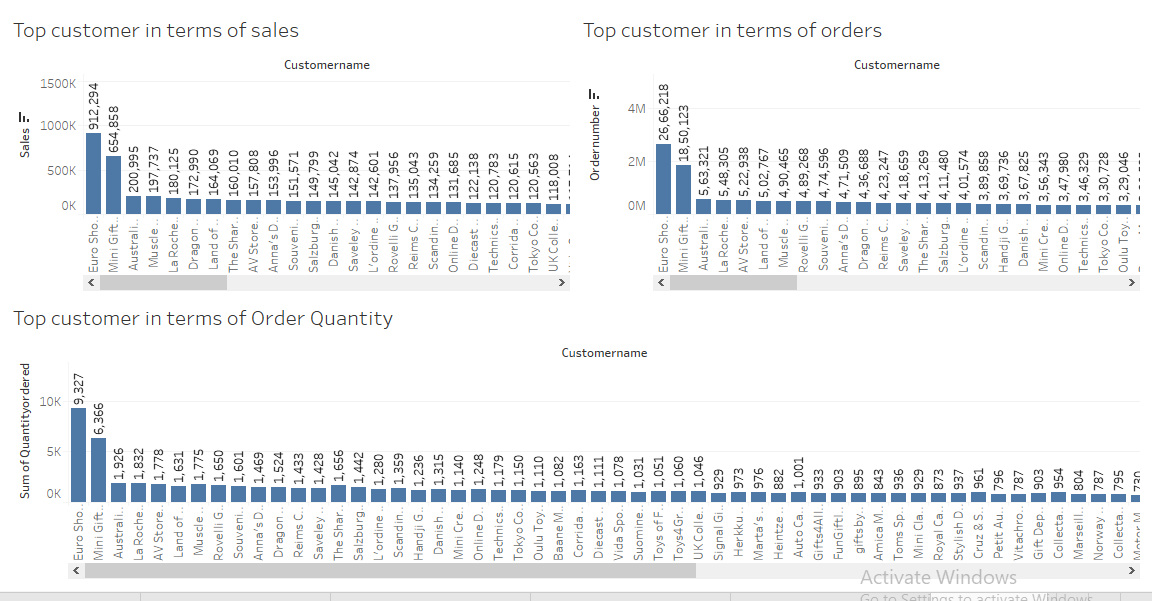 Top customer in terms of sales
Customername
Sales
1500K
1000K
500K
0K
912,294
654,858
200,995
197,737
180,125
172,990
164,069
160,010
157,808
153,996
151,571
149,799
145,042
142,874
142,601
137,956
135,043
134,259
131,685
122,138
120,783
120,615
120,563
118,008
Euro Sho..
Mini Gift..
Australi..
Muscle ..
La Roche..
Dragon ..
Land of ..
The Shar..
AV Store..
Anna's D..
Souveni..
Salzburg..
Danish ..
Saveley ..
L'ordine ..
Rovelli G..
Reims C..
Scandin..
Online D..
Diecast ..
Technics..
Corrida ..
Tokyo Co..
UK Colle..
Top customer in terms of orders
Customername
Ordernumber
4M
2M
0M
26,66,218
18,50,123
5,63,321
5,48,305
5,22,938
5,02,767
4,90,465
4,89,268
4,74,596
4,71,509
4,36,688
4,23,247
4,18,659
4,13,269
4,11,480
4,01,574
3,89,858
3,69,736
3,67,825
3,56,343
3,47,980
3,46,329
3,30,728
3,29,046
Euro Sho..
Mini Gift..
Australi..
La Roche..
AV Store..
Land of ..
Muscle ..
Rovelli G..
Souveni..
Anna's D..
Dragon ..
Reims C..
Saveley ..
The Shar..
Salzburg..
L'ordine ..
Scandin..
Handji G..
Danish ..
Mini Cre..
Online D..
Technics..
Tokyo Co..
Oulu Toy..
Top customer in terms of Order Quantity
Customername
Sum of Quantityordered
10K
5K
0K
9,327
6,366
1,926
1,832
1,778
1,631
1,775
1,650
1,601
1,469
1,524
1,433
1,428
1,656
1,442
1,280
1,359
1,236
1,315
1,140
1,248
1,179
1,150
1,110
1,082
1,163
1,111
1,078
1,031
1,051
1,060
1,046
929
973
976
882
1,001
933
903
895
843
936
929
873
937
961
796
787
903
954
804
787
795
730
Euro Sho..
Mini Gift..
Australi..
La Roche..
AV Store..
Land of ..
Muscle ..
Rovelli G..
Souveni..
Anna's D..
Dragon ..
Reims C..
Saveley ..
The Shar..
Salzburg..
L'ordine ..
Scandin..
Handji G..
Danish ..
Mini Cre..
Online D..
Technics..
Tokyo Co..
Oulu Toy..
Baane M..
Corrida ..
Diecast ..
Vida Spo..
Suomine..
Toys of F..
Toys4Gr..
UK Colle..
Signal Gi..
Herkku ..
Marta's ..
Heintze ..
Auto Ca..
Gifts4All..
FunGiftI..
giftsby..
Amica M..
Toms Sp..
Mini Cla..
Royal Ca..
Stylish D..
Cruz & S..
Petit Au..
Vitachro..
Gift Dep..
Collecta..
Marseill..
Norway ..
Collecta..
Motor M..
Activate Windows
Go to Settings to activate Windows.